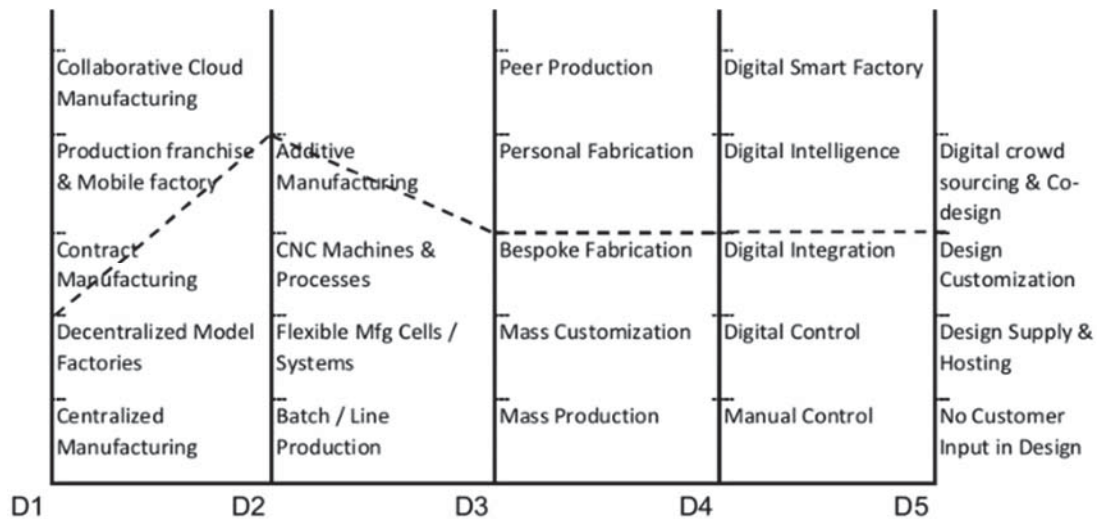 Collaborative Cloud
Manufacturing
Peer Production
Digital Smart Factory
Production franchise
& Mobile factory
Additive
Manufacturing
Personal Fabrication
Digital Intelligence
Digital crowd
sourcing & Co-
design
Contract
Manufacturing
CNC Machines &
Processes
Bespoke Fabrication
Digital Integration
Design
Customization
Decentralized Model
Factories
Flexible Mfg Cells /
Systems
Mass Customization
Digital Control
Design Supply &
Hosting
Centralized
Manufacturing
Batch / Line
Production
Mass Production
Manual Control
No Customer
Input in Design
D1
D2
D3
D4
D5